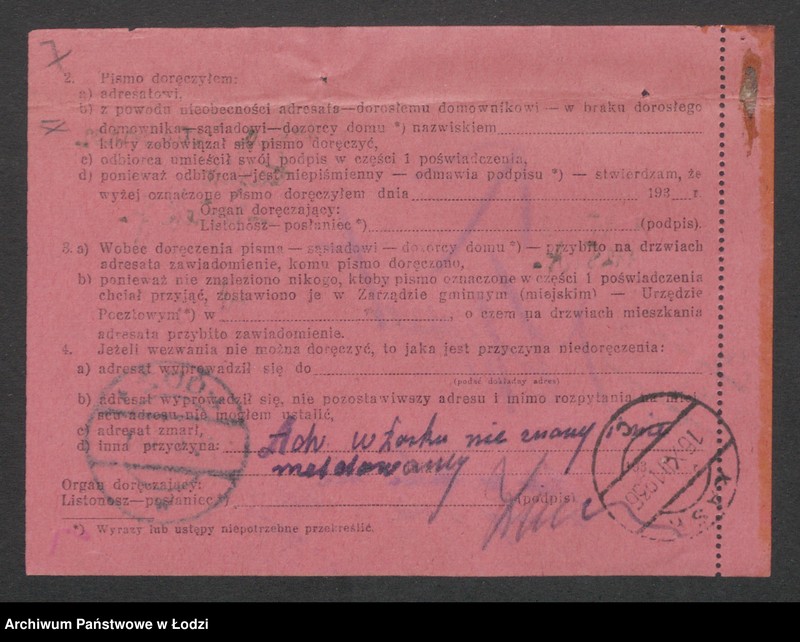 2. Pismo doręczyłem:
a) adresatowi,
b) z powodu nieobecności adresata—dorosłemu domownikowi — w braku dorosłego
domownika—sąsiadowi—dozorcy domu *) nazwiskiem
który zobowiązał się pismo doręczyć,
c) odbiorca umieścił swój podpis w części 1 poświadczenia,
d) ponieważ odbiorca—jest niepiśmienny — odmawia podpisu *) — stwierdzam, że
wyżej oznaczone pismo doręczyłem dnia 193 r.
Organ doręczający:
Listonosz—posłaniec *) (podpis).
3. a) Wobec doręczenia pisma — sąsiadowi — dozorcy domu *) — przybito na drzwiach
adresata zawiadomienie, komu pismo doręczono,
b) ponieważ nie znaleziono nikogo, ktoby pismo oznaczone w części 1 poświadczenia
chciał przyjąć, zostawiono je w Zarządzie gminnym (miejskim) — Urzędzie
Pocztowym *) w , o czem na drzwiach mieszkania
adresata przybito zawiadomienie.
4. Jeżeli wezwania nie można doręczyć, to jaka jest przyczyna niedoręczenia:
a) adresat wyprowadził się do
(podać dokładny adres)
b) adresat wyprowadził się, nie pozostawiwszy adresu i mimo rozpytania na miej-
scu adresu nie mogłem ustalić,
c) adresat zmarł,
d) inna przyczyna: Adr. w Łasku nie znany i nie
meldowany
Organ doręczający:
Listonosz—posłaniec *) (podpis)
*) Wyrazy lub ustępy niepotrzebne przekreślić.
ŁASK
Archiwum Państwowe w Łodzi